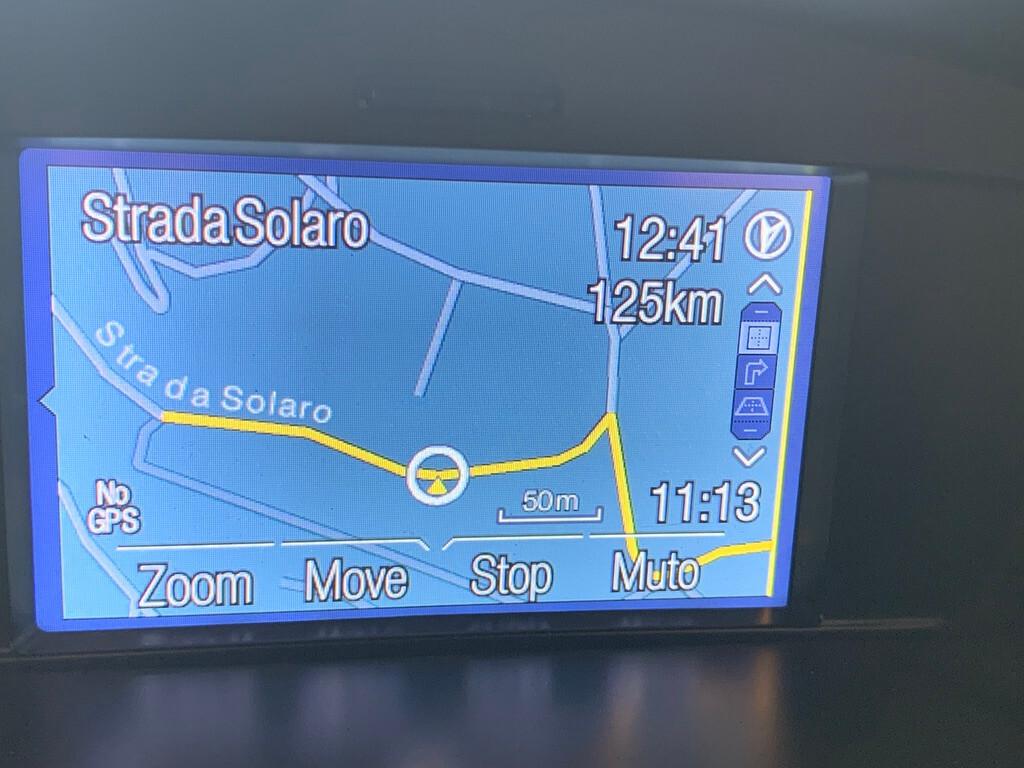 Strada Solaro
12:41
125km
Strada Solaro
No
GPS
50m
11:13
Zoom
Move
Stop
Muto